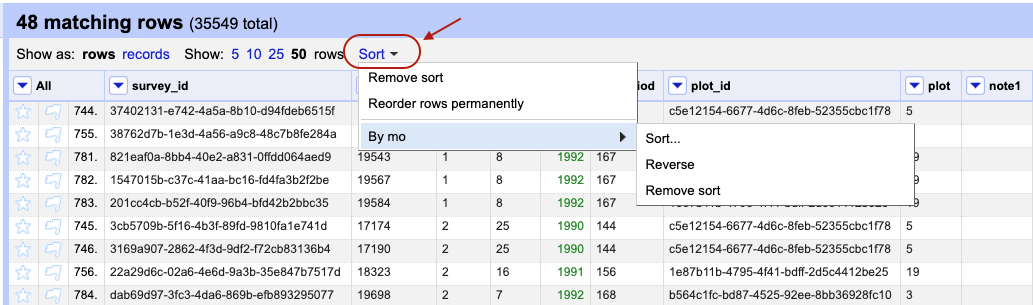 48 matching rows (35549 total)
Show as: rows records Show: 5 10 25 50 rows Sort
Remove sort
Reorder rows permanently
By mo
Sort...
Reverse
Remove sort
All survey_id iod plot_id plot note1
744. 37402131-e742-4a5a-8b10-d94fdeb6515f c5e12154-6677-4d6c-8feb-52355cbc1f78 5
755. 38762d7b-1e3d-4a56-a9c8-48c7b8fe284a
781. 821eaf0a-8bb4-40e2-a831-0ffdd064aed9 19543 1 8 1992 167 9
782. 1547015b-c37c-41aa-bc16-fd4fa3b2f2be 19567 1 8 1992 167
783. 201cc4cb-b52f-40f9-96b4-bfd42b2bbc35 19584 1 8 1992 167
745. 3cb5709b-5f16-4b3f-89fd-9810fa1e741d 17174 2 25 1990 144 c5e12154-6677-4d6c-8feb-52355cbc1f78 5
746. 3169a907-2862-4f3d-9df2-f72cb83136b4 17190 2 25 1990 144 c5e12154-6677-4d6c-8feb-52355cbc1f78 5
756. 22a29d6c-02a6-4e6d-9a3b-35e847b7517d 18323 2 16 1991 156 1e87b11b-4795-4f41-bdff-2d5c4412be25 19
784. dab69d97-3fc3-4da6-869b-efb893295077 19698 2 7 1992 168 b564c1fc-bd87-4525-92ee-8bb36928fc10 3